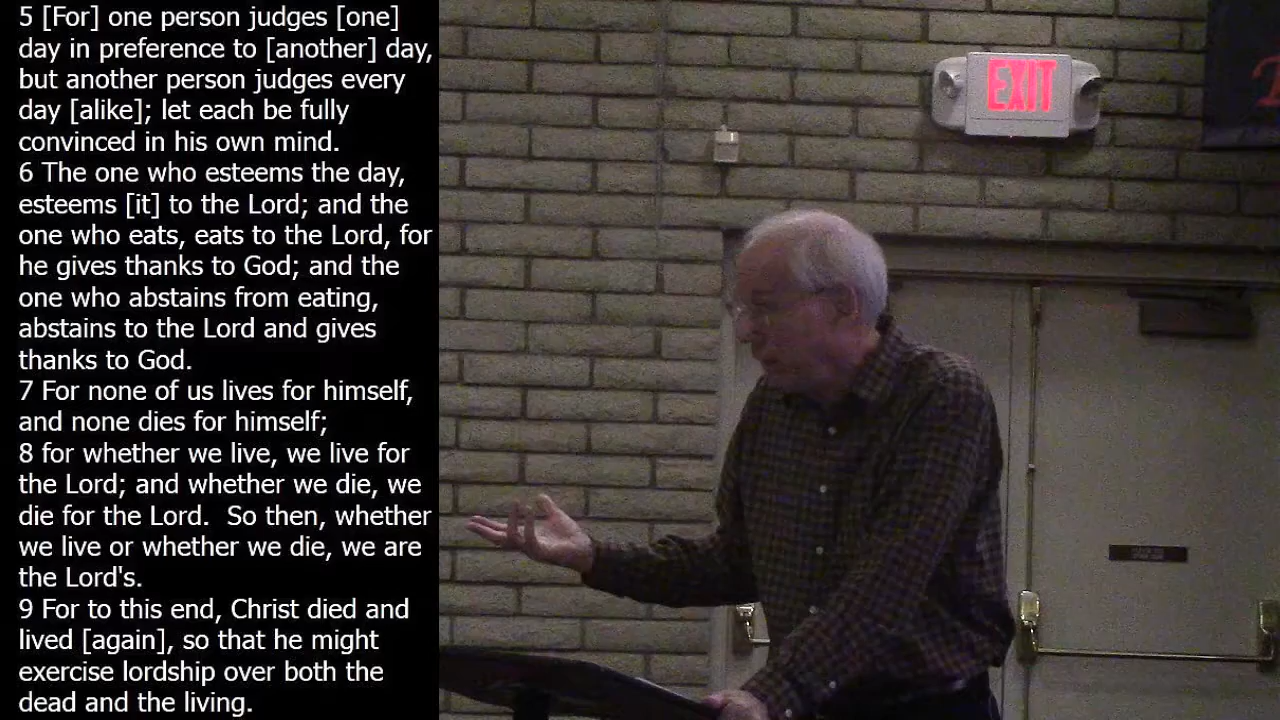 5 [For] one person judges [one]
day in preference to [another] day,
but another person judges every
day [alike]; let each be fully
convinced in his own mind.
6 The one who esteems the day,
esteems [it] to the Lord; and the
one who eats, eats to the Lord, for
he gives thanks to God; and the
one who abstains from eating,
abstains to the Lord and gives
thanks to God.
7 For none of us lives for himself,
and none dies for himself;
8 for whether we live, we live for
the Lord; and whether we die, we
die for the Lord.  So then, whether
we live or whether we die, we are
the Lord's.
9 For to this end, Christ died and
lived [again], so that he might
exercise lordship over both the
dead and the living.
EXIT